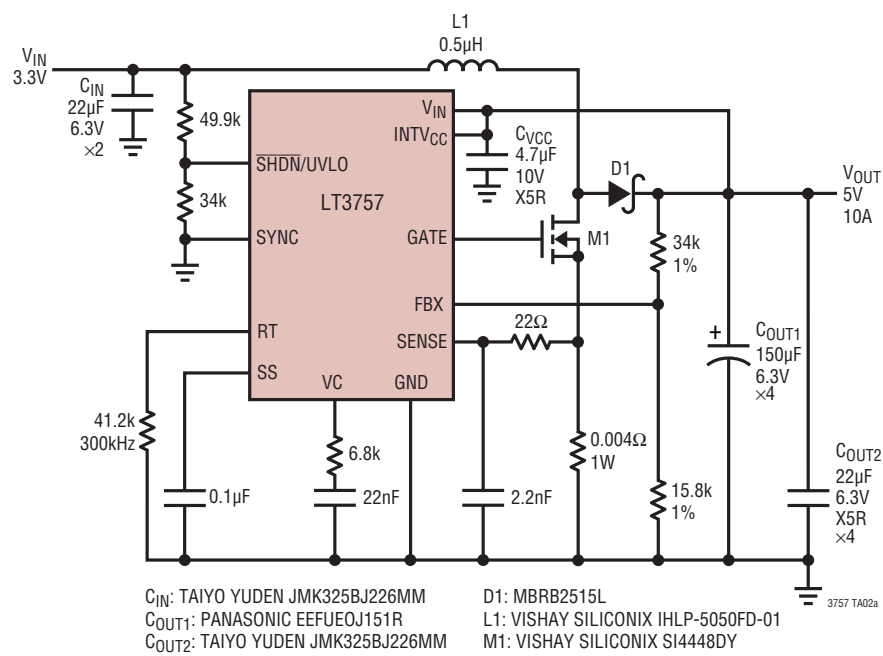 L1
0.5µH
VIN
3.3V
CIN
22µF
6.3V
×2
49.9k
34k
VIN
INTVCC
SHDN/UVLO
LT3757
SYNC
GATE
FBX
SENSE
RT
SS
VC
GND
CVCC
4.7µF
10V
X5R
D1
M1
VOUT
5V
10A
34k
1%
22Ω
COUT1
150µF
6.3V
×4
+
41.2k
300kHz
0.1µF
6.8k
22nF
2.2nF
0.004Ω
1W
15.8k
1%
COUT2
22µF
6.3V
X5R
×4
3757 TA02a
CIN: TAIYO YUDEN JMK325BJ226MM
COUT1: PANASONIC EEFUEOJ151R
COUT2: TAIYO YUDEN JMK325BJ226MM
D1: MBRB2515L
L1: VISHAY SILICONIX IHLP-5050FD-01
M1: VISHAY SILICONIX SI4448DY